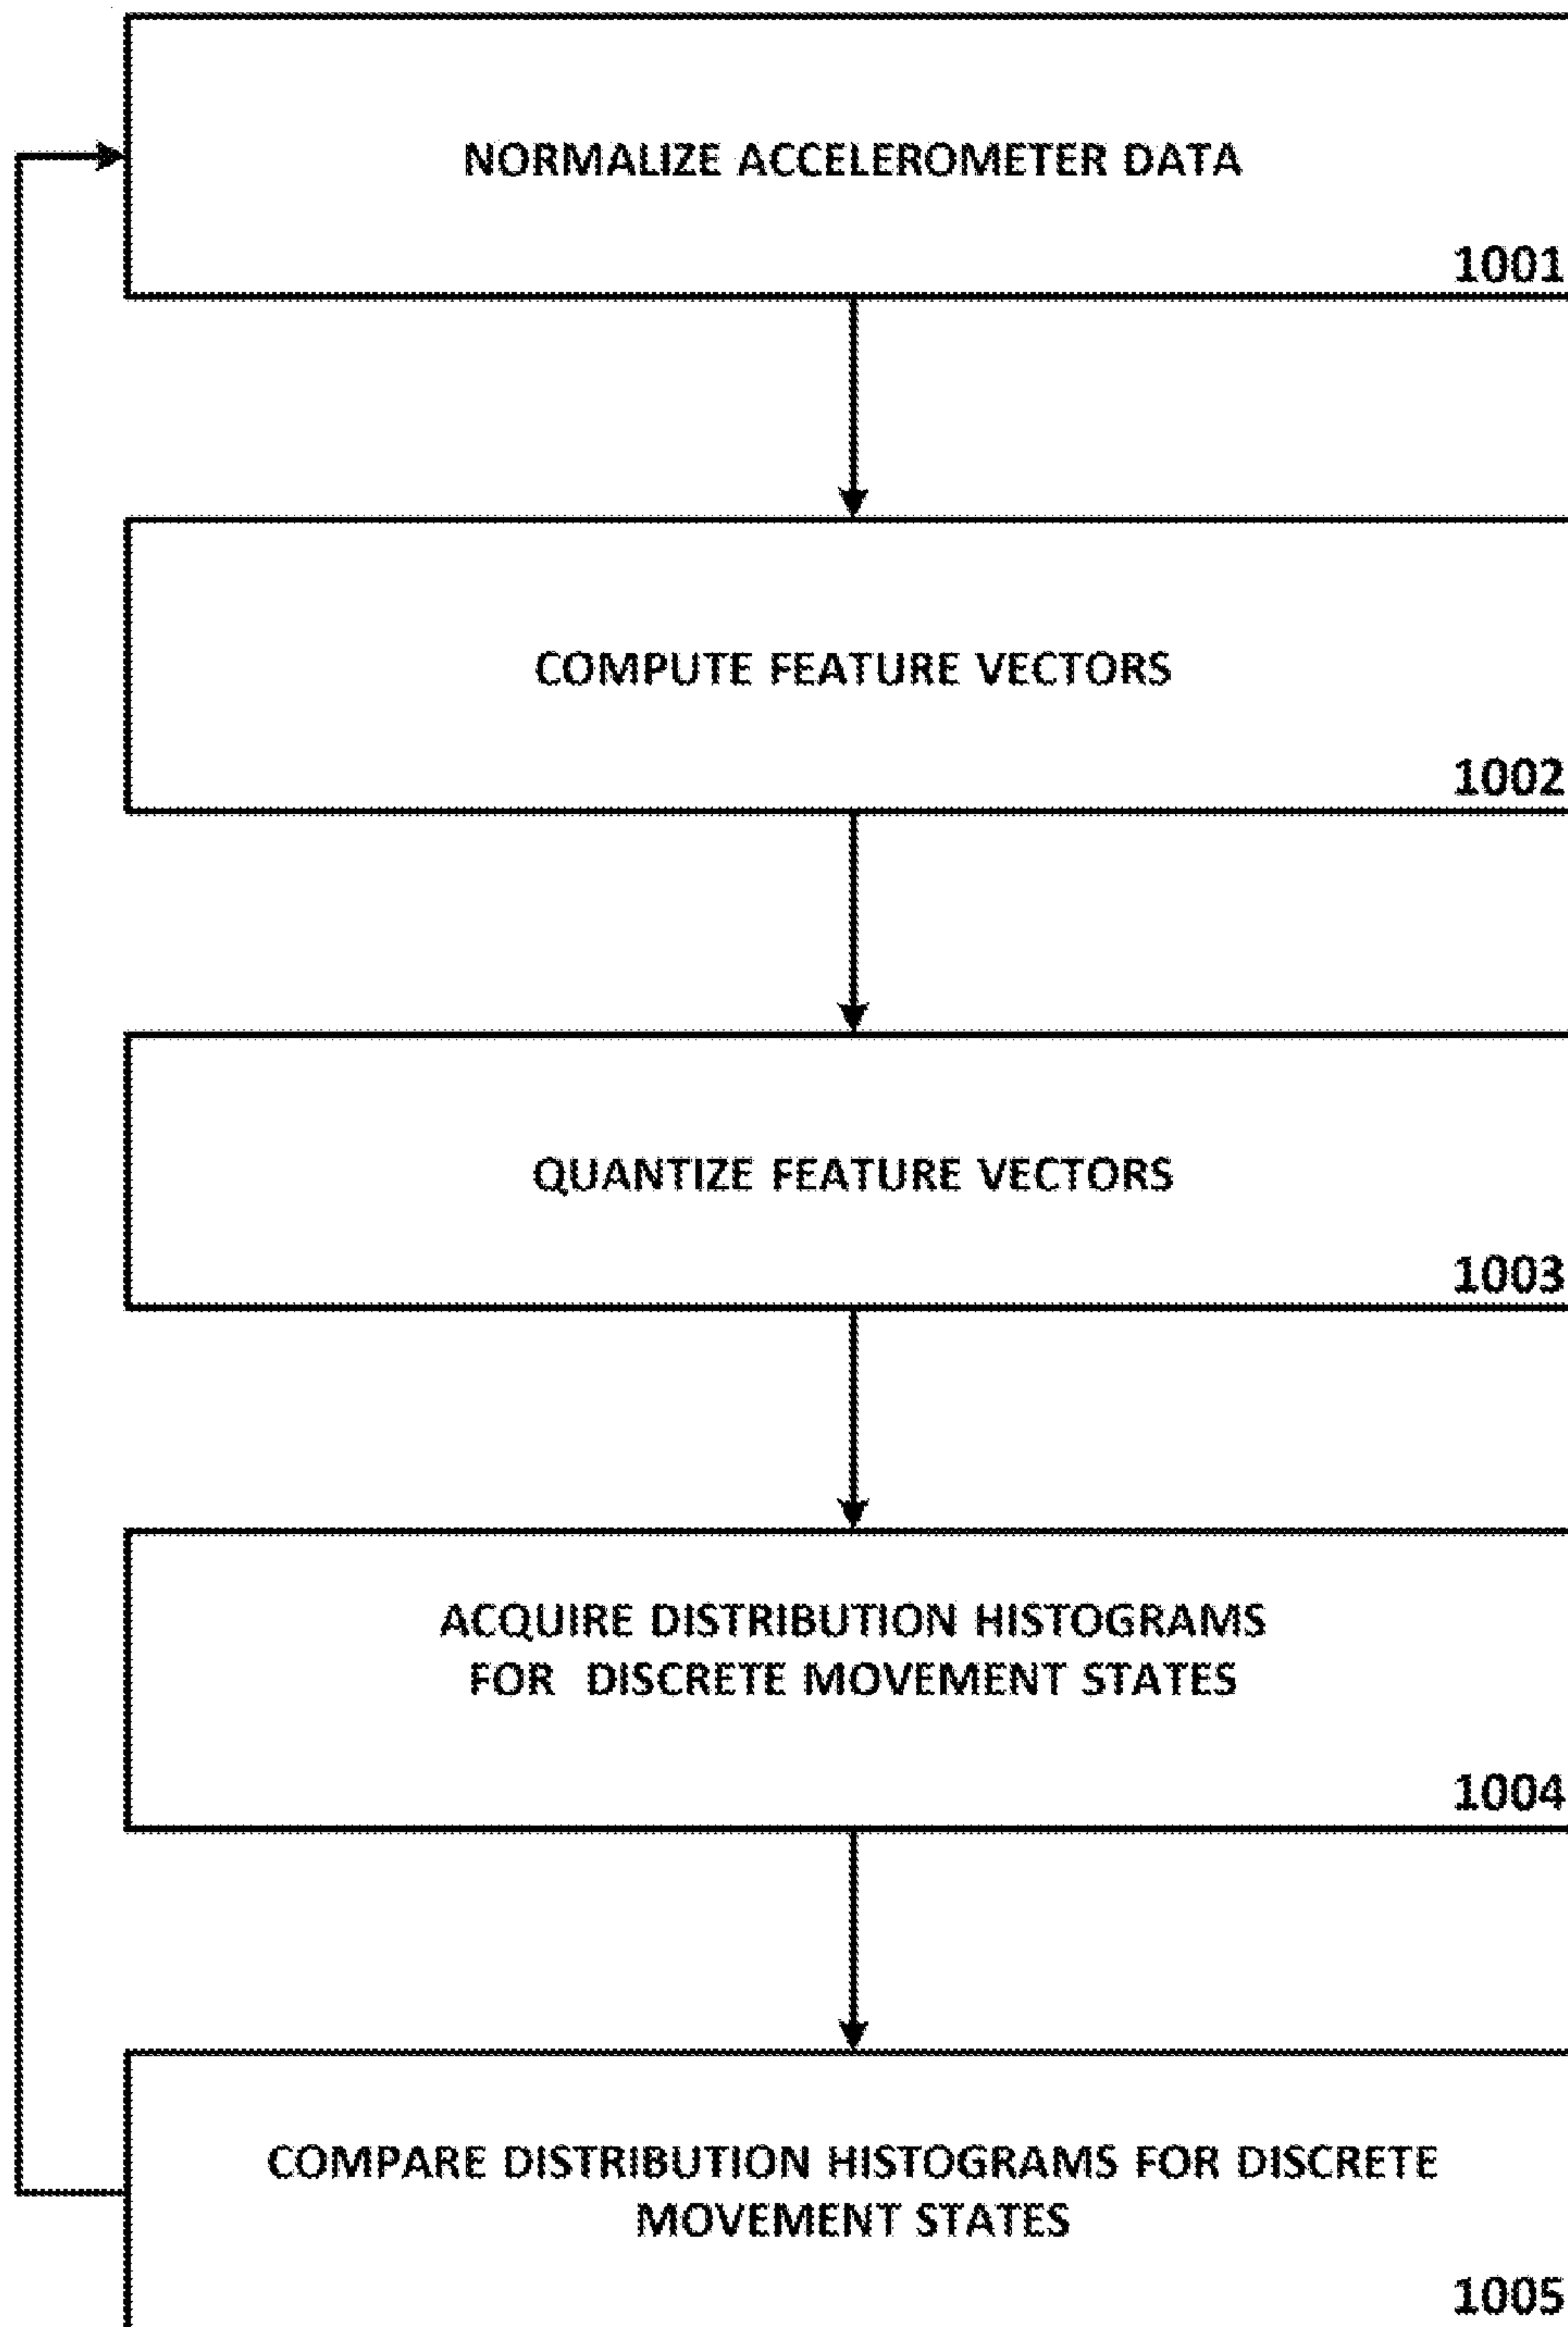 NORMALIZE ACCELEROMETER DATA
1001
COMPUTE FEATURE VECTORS
1002
QUANTIZE FEATURE VECTORS
1003
ACQUIRE DISTRIBUTION HISTOGRAMS
FOR DISCRETE MOVEMENT STATES
1004
COMPARE DISTRIBUTION HISTOGRAMS FOR DISCRETE
MOVEMENT STATES
1005